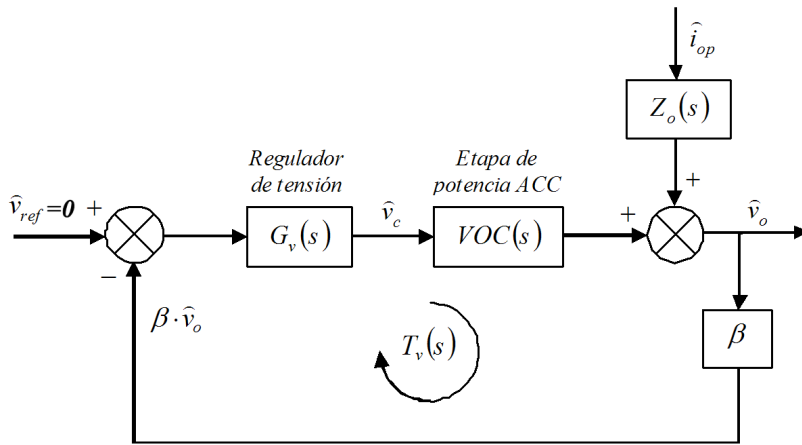 î_op
Z_o(s)
Regulador
de tensión
Etapa de
potencia ACC
+
v̂_ref=0 +
G_v(s)
v̂_c
VOC(s)
+
v̂_o
−
β·v̂_o
T_v(s)
β